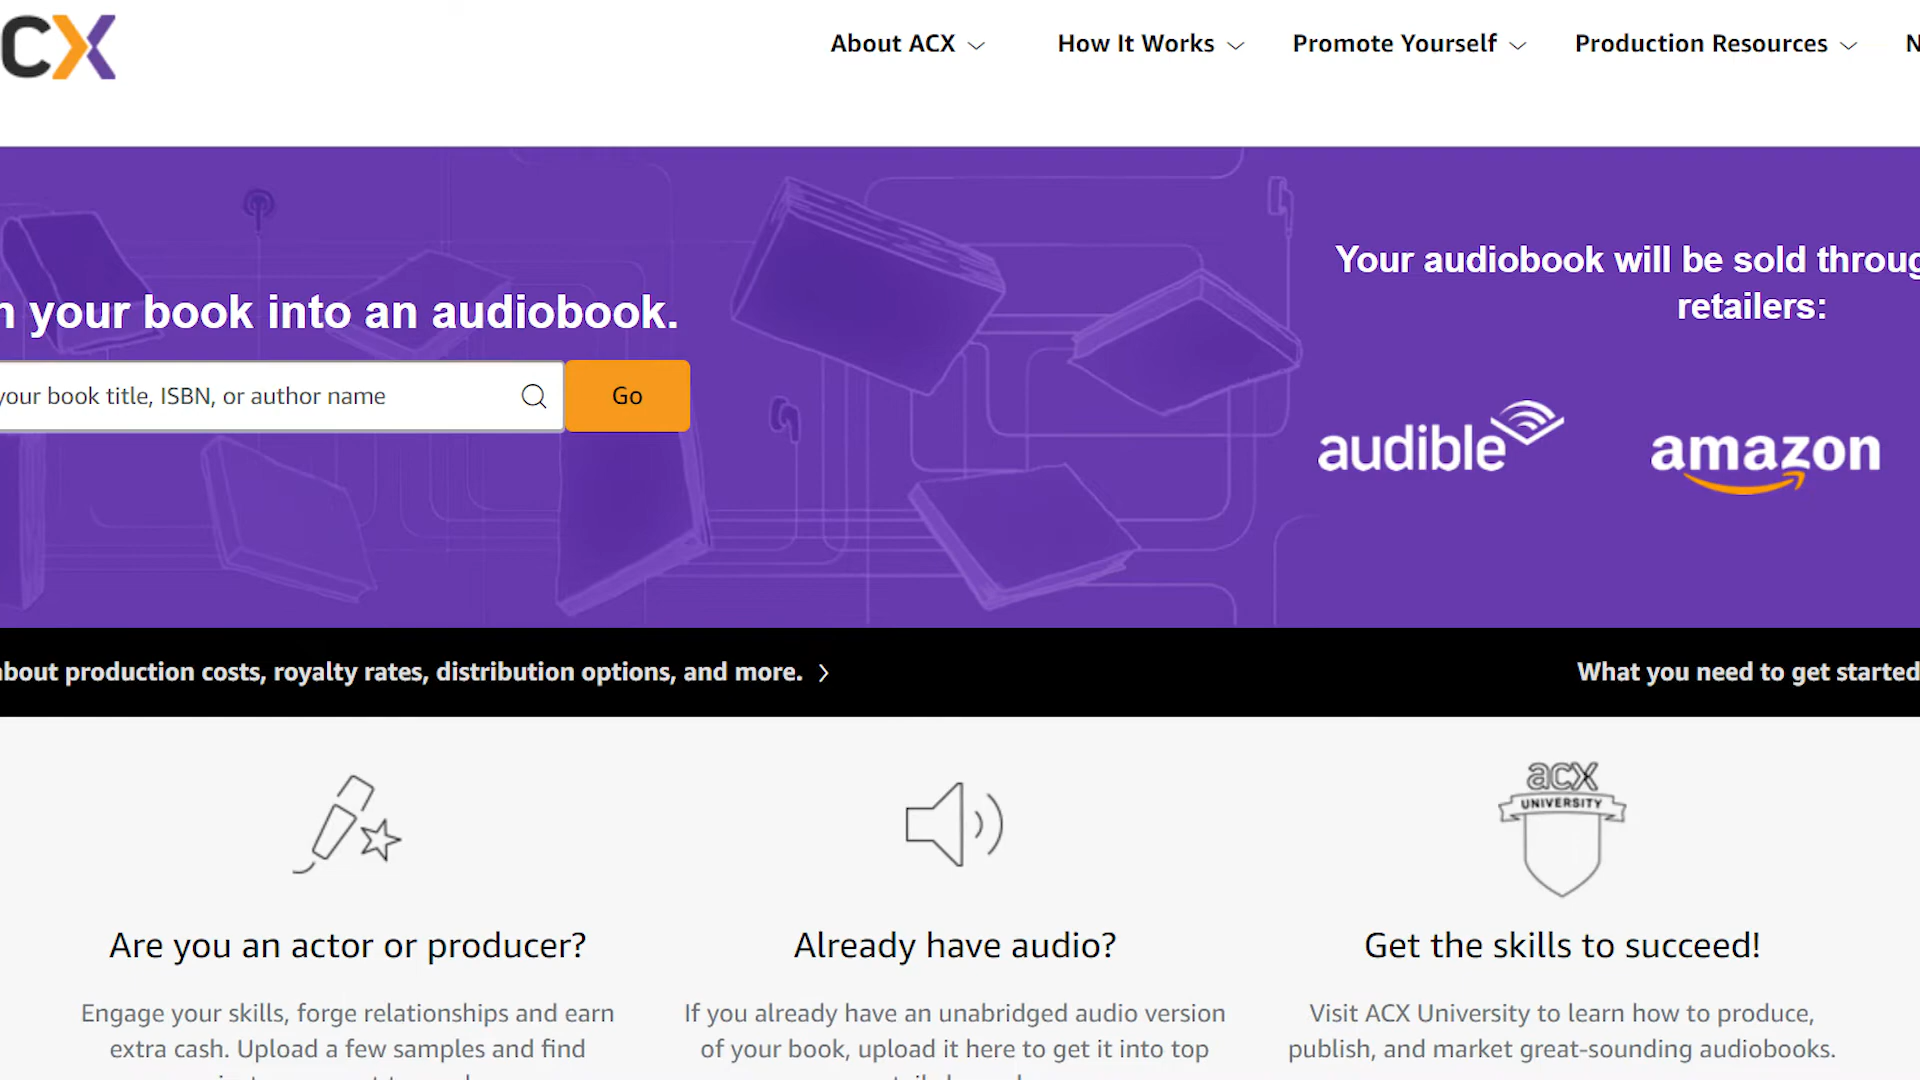 CX
About ACX
How It Works
Promote Yourself
Production Resources
your book into an audiobook.
your book title, ISBN, or author name
Go
Your audiobook will be sold
retailers:
audible
amazon
about production costs, royalty rates, distribution options, and more.
What you need to get started
acx
UNIVERSITY
Are you an actor or producer?
Already have audio?
Get the skills to succeed!
Engage your skills, forge relationships and earn
extra cash. Upload a few samples and find
If you already have an unabridged audio version
of your book, upload it here to get it into top
Visit ACX University to learn how to produce,
publish, and market great-sounding audiobooks.